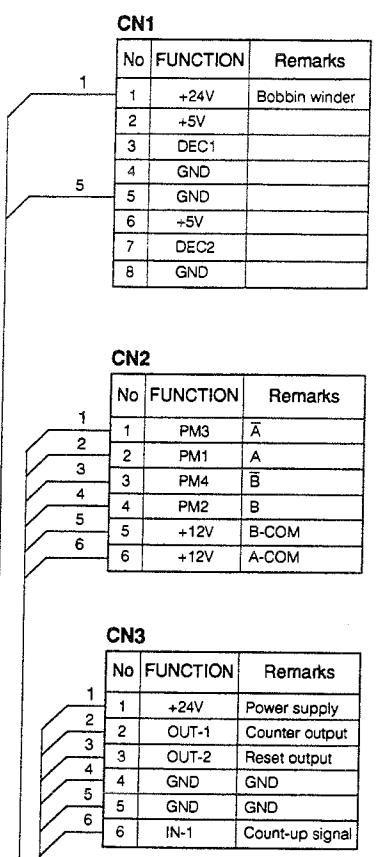 CN1
No FUNCTION Remarks
1 1 +24V Bobbin winder
2 +5V
3 DEC1
4 GND
5 5 GND
6 +5V
7 DEC2
8 GND
CN2
No FUNCTION Remarks
1 1 PM3 A̅
2 2 PM1 A
3 3 PM4 B̅
4 4 PM2 B
5 5 +12V B-COM
6 6 +12V A-COM
CN3
No FUNCTION Remarks
1 1 +24V Power supply
2 2 OUT-1 Counter output
3 3 OUT-2 Reset output
4 4 GND GND
5 5 GND GND
6 6 IN-1 Count-up signal